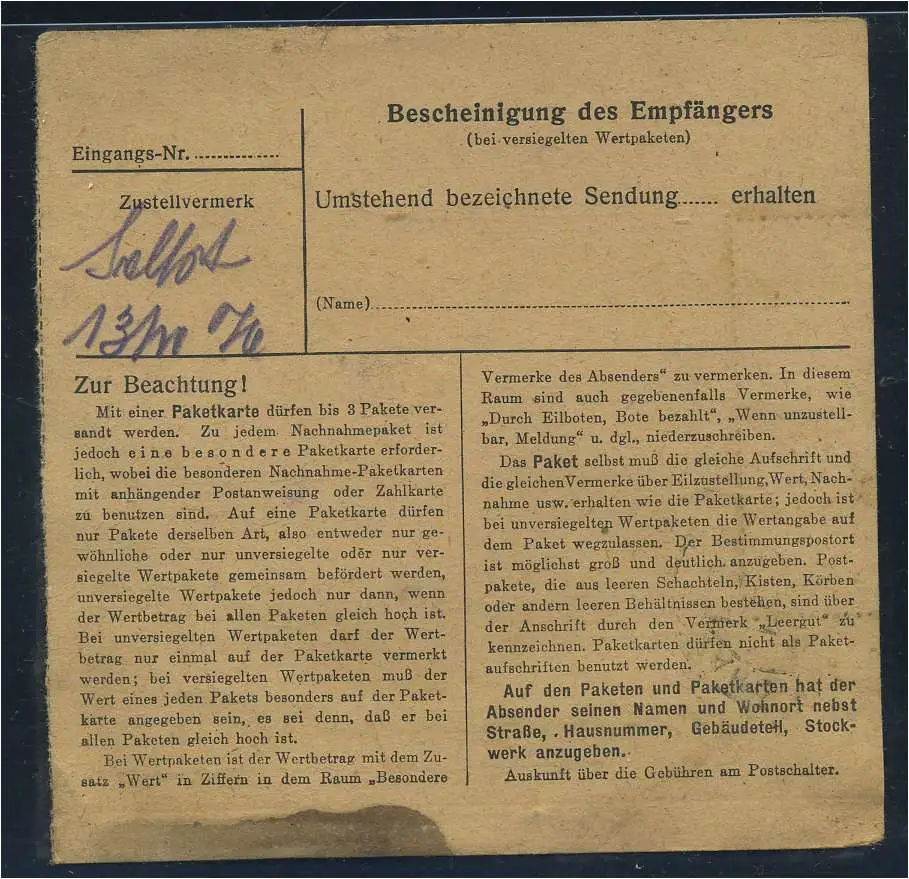 Bescheinigung des Empfängers
(bei versiegelten Wertpaketen)
Eingangs-Nr. ...............
Zustellvermerk
Umstehend bezeichnete Sendung....... erhalten
13/
(Name)...............
Zur Beachtung!
Mit einer Paketkarte dürfen bis 3 Pakete ver-
sandt werden. Zu jedem Nachnahmepaket ist
jedoch eine besondere Paketkarte erforder-
lich, wobei die besonderen Nachnahme-Paketkarten
mit anhängender Postanweisung oder Zahlkarte
zu benutzen sind. Auf eine Paketkarte dürfen
nur Pakete derselben Art, also entweder nur ge-
wöhnliche oder nur unversiegelte oder nur ver-
siegelte Wertpakete gemeinsam befördert werden,
unversiegelte Wertpakete jedoch nur dann, wenn
der Wertbetrag bei allen Paketen gleich hoch ist.
Bei unversiegelten Wertpaketen darf der Wert-
betrag nur einmal auf der Paketkarte vermerkt
werden; bei versiegelten Wertpaketen muß der
Wert eines jeden Pakets besonders auf der Paket-
karte angegeben sein, es sei denn, daß er bei
allen Paketen gleich hoch ist.
Bei Wertpaketen ist der Wertbetrag mit dem Zu-
satz „Wert" in Ziffern in dem Raum „Besondere
Vermerke des Absenders" zu vermerken. In diesem
Raum sind auch gegebenenfalls Vermerke, wie
„Durch Eilboten, Bote bezahlt", „Wenn unzustell-
bar, Meldung" u. dgl., niederzuschreiben.
Das Paket selbst muß die gleiche Aufschrift und
die gleichen Vermerke über Eilzustellung, Wert, Nach-
nahme usw. erhalten wie die Paketkarte; jedoch ist
bei unversiegelten Wertpaketen die Wertangabe auf
dem Paket wegzulassen. Der Bestimmungspostort
ist möglichst groß und deutlich anzugeben. Post-
pakete, die aus leeren Schachteln, Kisten, Körben
oder andern leeren Behältnissen bestehen, sind über
der Anschrift durch den Vermerk „Leergut" zu
kennzeichnen. Paketkarten dürfen nicht als Paket-
aufschriften benutzt werden.
Auf den Paketen und Paketkarten hat der
Absender seinen Namen und Wohnort nebst
Straße, Hausnummer, Gebäudeteil, Stock-
werk anzugeben.
Auskunft über die Gebühren am Postschalter.